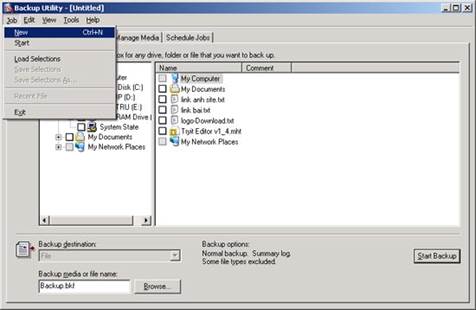 Backup Utility - [Untitled]
Job Edit View Tools Help
New Ctrl+N
Start
Load Selections
Save Selections
Save Selections As...
Recent File
Exit
Manage Media Schedule Jobs
box for any drive, folder or file that you want to back up.
Disk (C:)
(D:)
TRU (E:)
RAM Drive (
System State
My Documents
My Network Places
Name Comment
My Computer
My Documents
link anh site.txt
link bai.txt
logo-Download.txt
Tryit Editor v1_4.mht
My Network Places
Backup destination:
File
Backup media or file name:
Backup.bkf
Browse...
Backup options:
Normal backup. Summary log.
Some file types excluded.
Start Backup